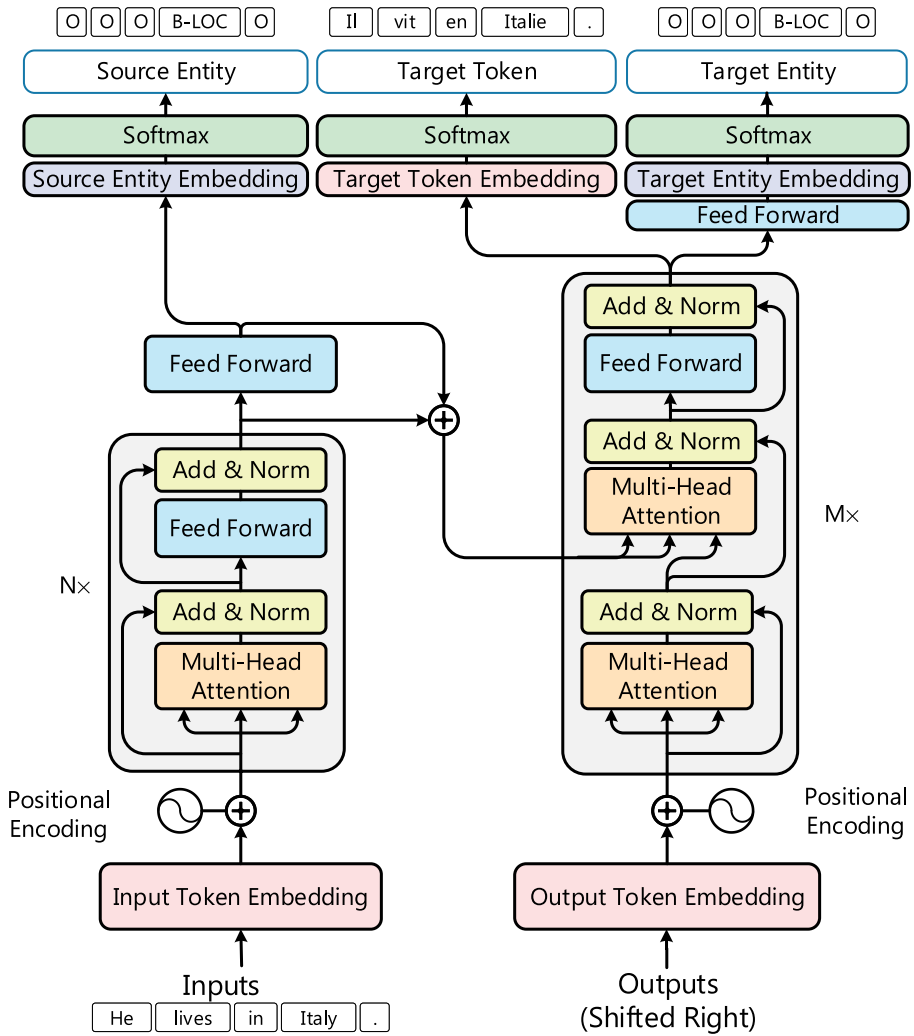 O O O B-LOC O
Il vit en Italie .
O O O B-LOC O
Source Entity
Target Token
Target Entity
Softmax
Softmax
Softmax
Source Entity Embedding
Target Token Embedding
Target Entity Embedding
Feed Forward
Add & Norm
Feed Forward
Feed Forward
Add & Norm
Add & Norm
Multi-Head
Attention
Feed Forward
M×
N×
Add & Norm
Add & Norm
Multi-Head
Attention
Multi-Head
Attention
Positional
Encoding
Positional
Encoding
Input Token Embedding
Output Token Embedding
Inputs
He lives in Italy .
Outputs
(Shifted Right)